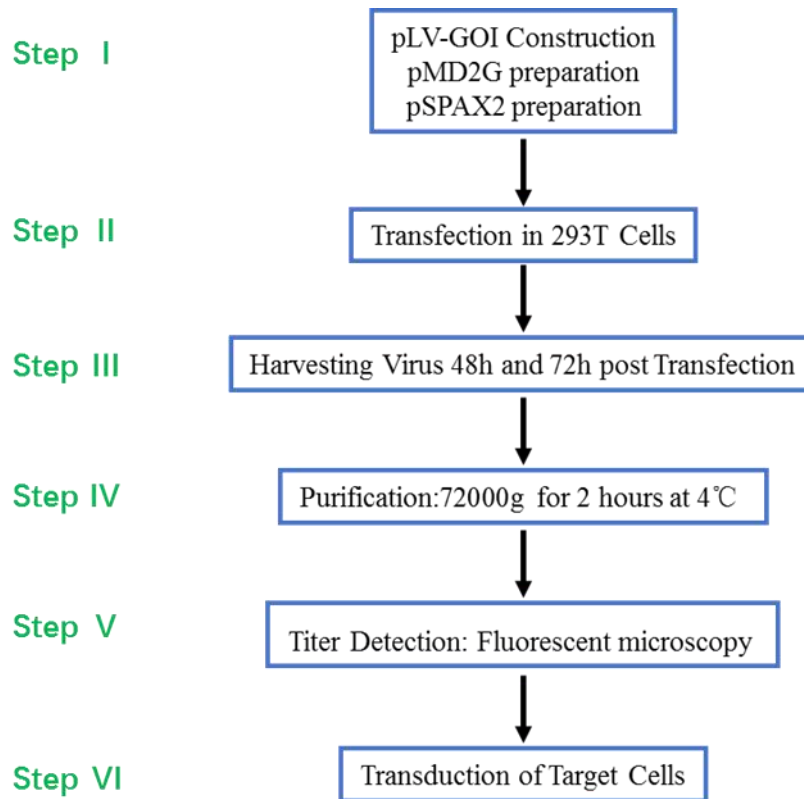 Step I
pLV-GOI Construction
pMD2G preparation
pSPAX2 preparation
Step II
Transfection in 293T Cells
Step III
Harvesting Virus 48h and 72h post Transfection
Step IV
Purification:72000g for 2 hours at 4℃
Step V
Titer Detection: Fluorescent microscopy
Step VI
Transduction of Target Cells